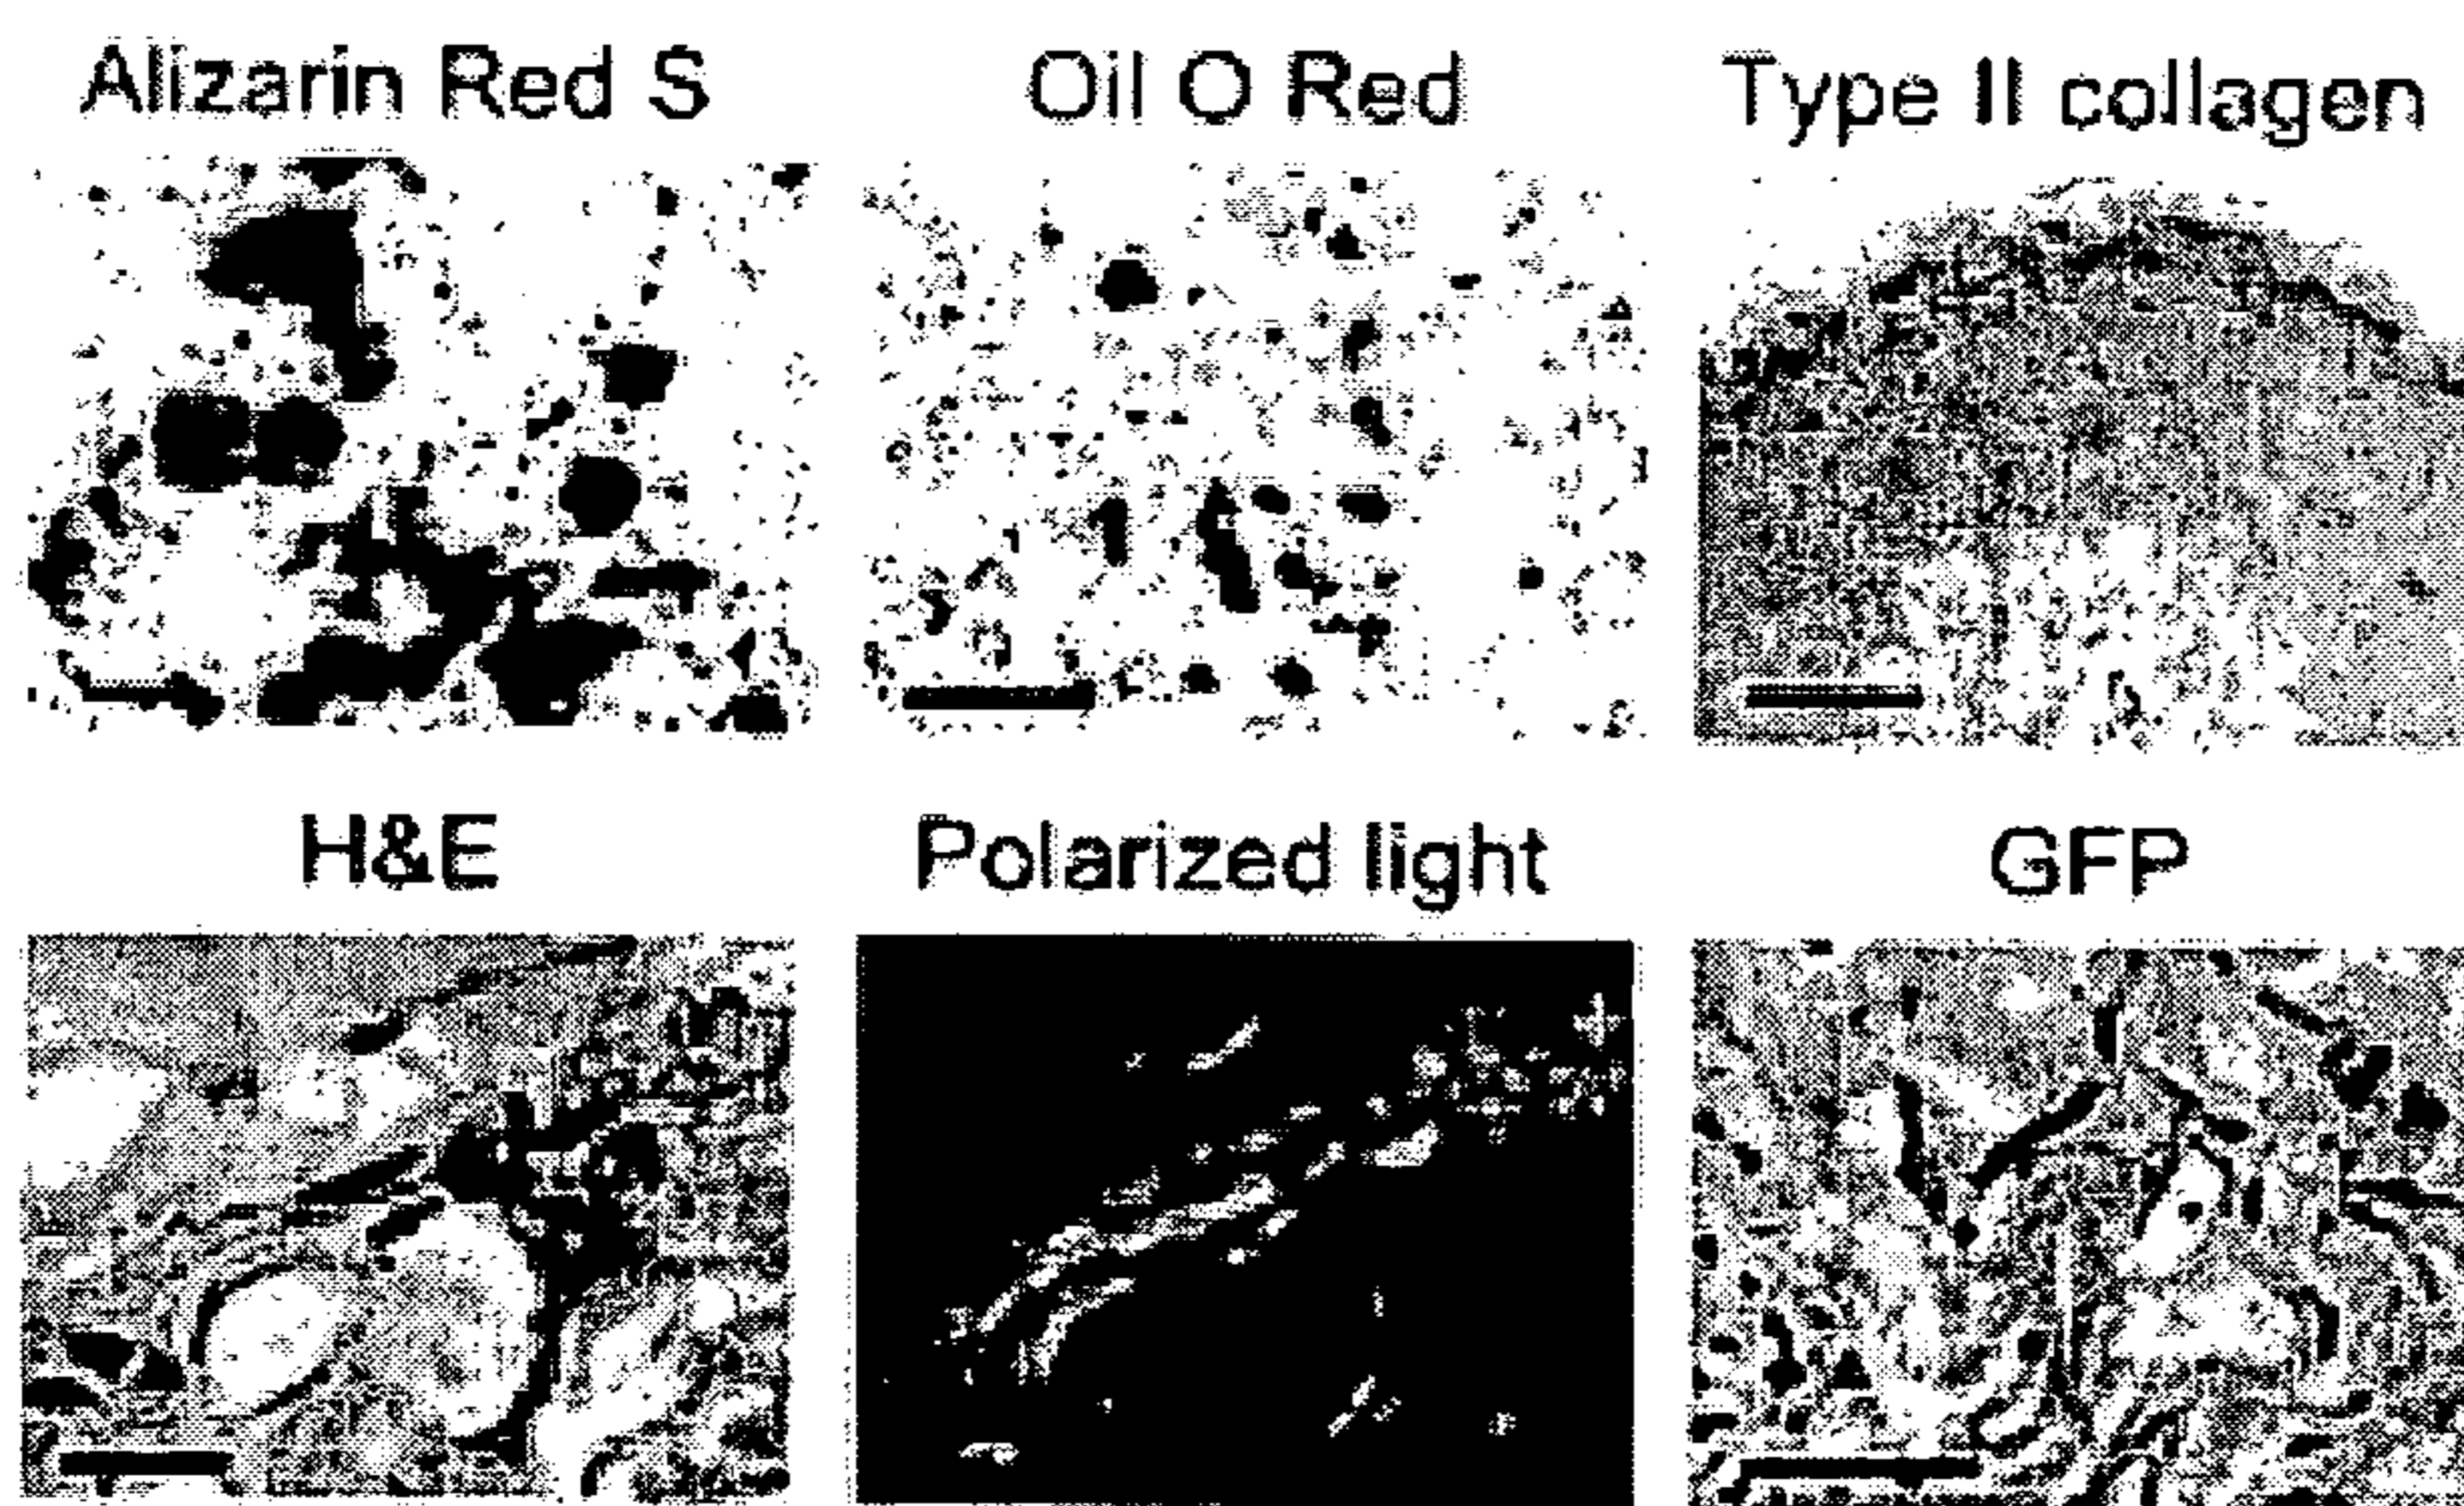 Alizarin Red S
Oil O Red
Type II collagen
H&E
Polarized light
GFP